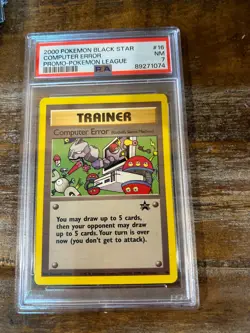 2000 POKEMON BLACK STAR #16
COMPUTER ERROR NM
PROMO-POKEMON LEAGUE 7
PSA 89271074
TRAINER
Computer Error
You may draw up to 5 cards,
then your opponent may draw
up to 5 cards. Your turn is over
now (you don't get to attack).
PROMO